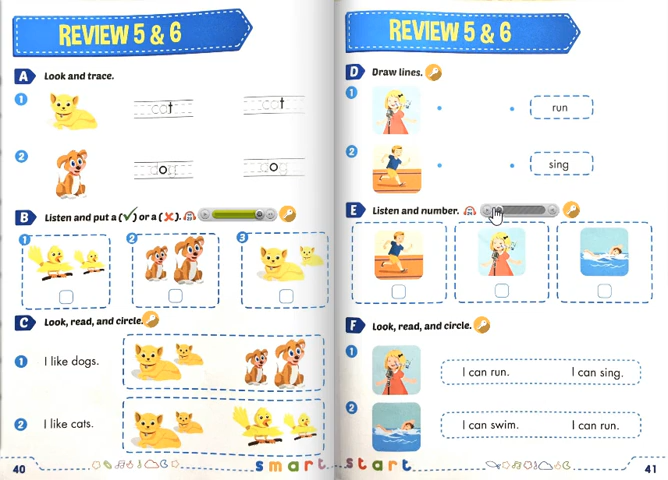 REVIEW 5 & 6
A Look and trace.
1 cat cat
2 dog dog
B Listen and put a (✓) or a (✗).
1 2 3
C Look, read, and circle.
1 I like dogs.
2 I like cats.
40
smart start
REVIEW 5 & 6
D Draw lines.
1 run
2 sing
E Listen and number.
F Look, read, and circle.
1 I can run. I can sing.
2 I can swim. I can run.
41